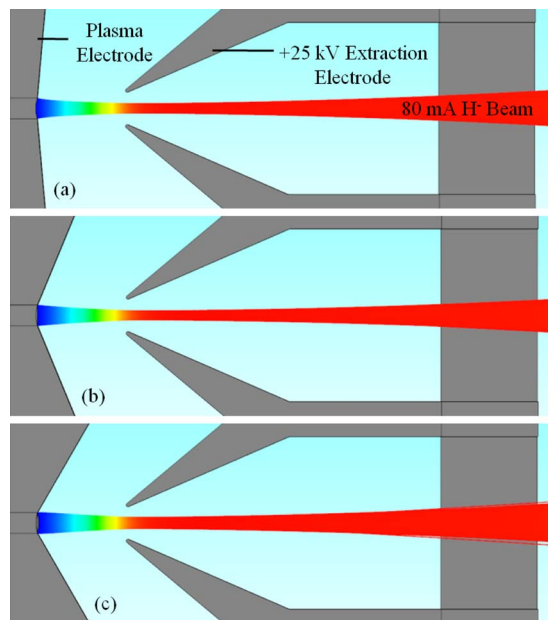 Plasma
Electrode
+25 kV Extraction
Electrode
80 mA H⁻ Beam
(a)
(b)
(c)